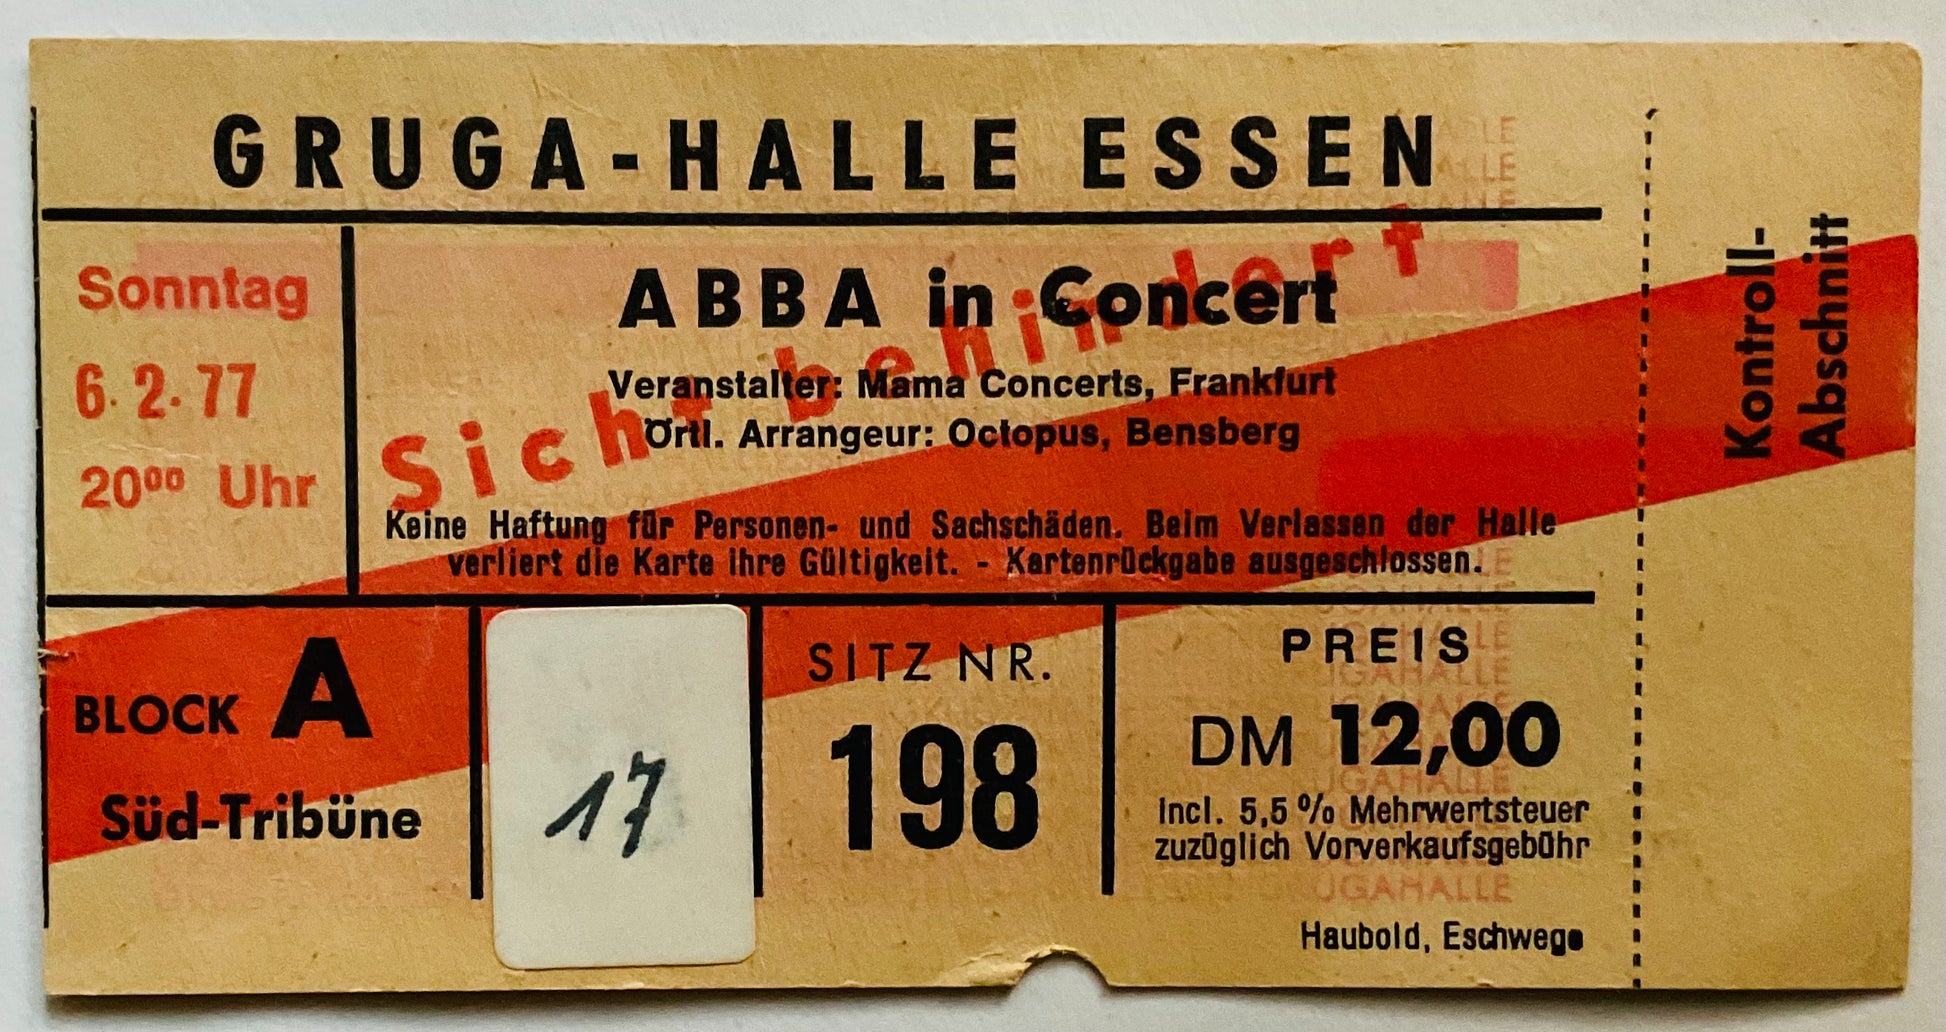 GRUGA-HALLE ESSEN
Sonntag
6.2.77
20⁰⁰ Uhr
ABBA in Concert
Sicht behindert
Veranstalter: Mama Concerts, Frankfurt
Örtl. Arrangeur: Octopus, Bensberg
Keine Haftung für Personen- und Sachschäden. Beim Verlassen der Halle
verliert die Karte ihre Gültigkeit. - Kartenrückgabe ausgeschlossen.
BLOCK A
Süd-Tribüne
17
SITZ NR.
198
PREIS
DM 12,00
incl. 5,5 % Mehrwertsteuer
zuzüglich Vorverkaufsgebühr
Haubold, Eschwege
Kontroll-
Abschnitt